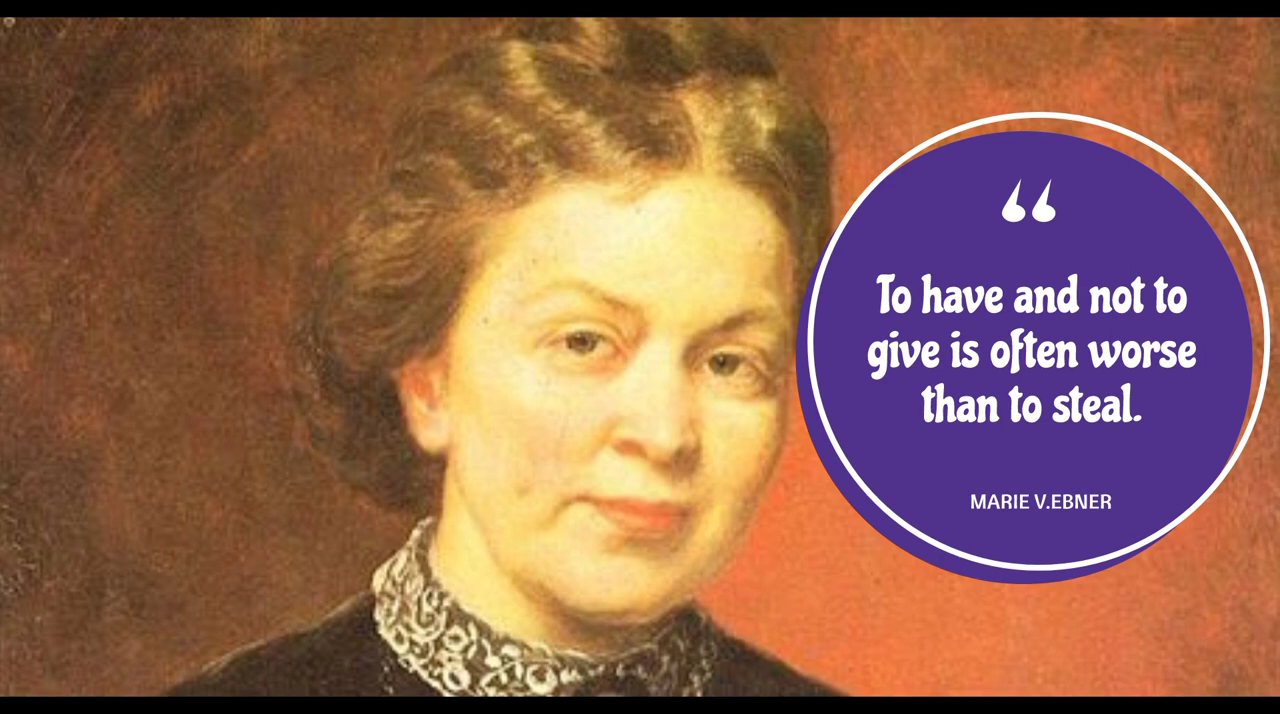 “
To have and not to
give is often worse
than to steal.
MARIE V.EBNER